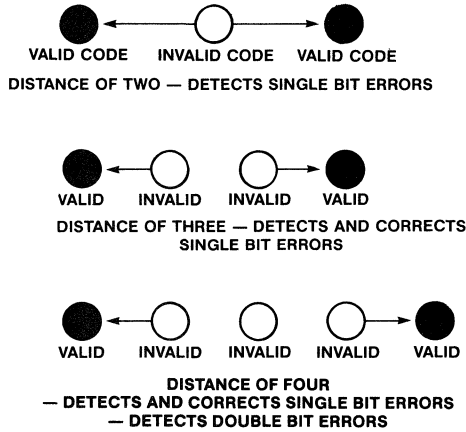 VALID CODE INVALID CODE VALID CODE
DISTANCE OF TWO — DETECTS SINGLE BIT ERRORS
VALID INVALID INVALID VALID
DISTANCE OF THREE — DETECTS AND CORRECTS
SINGLE BIT ERRORS
VALID INVALID INVALID INVALID VALID
DISTANCE OF FOUR
— DETECTS AND CORRECTS SINGLE BIT ERRORS
— DETECTS DOUBLE BIT ERRORS